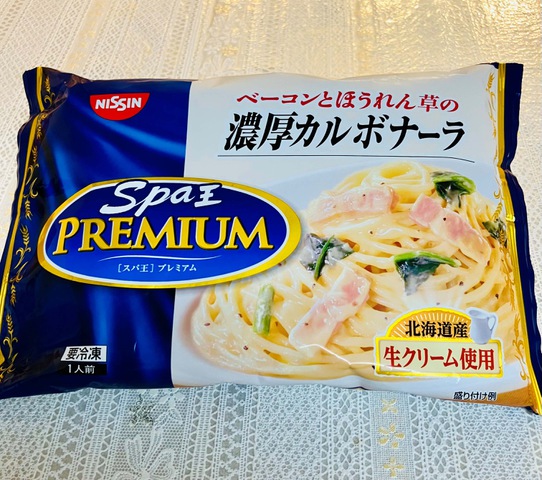 NISSIN
ベーコンとほうれん草の
濃厚カルボナーラ
Spa王
PREMIUM
[スパ王]プレミアム
北海道産
生クリーム使用
要冷凍
1人前
盛り付け例